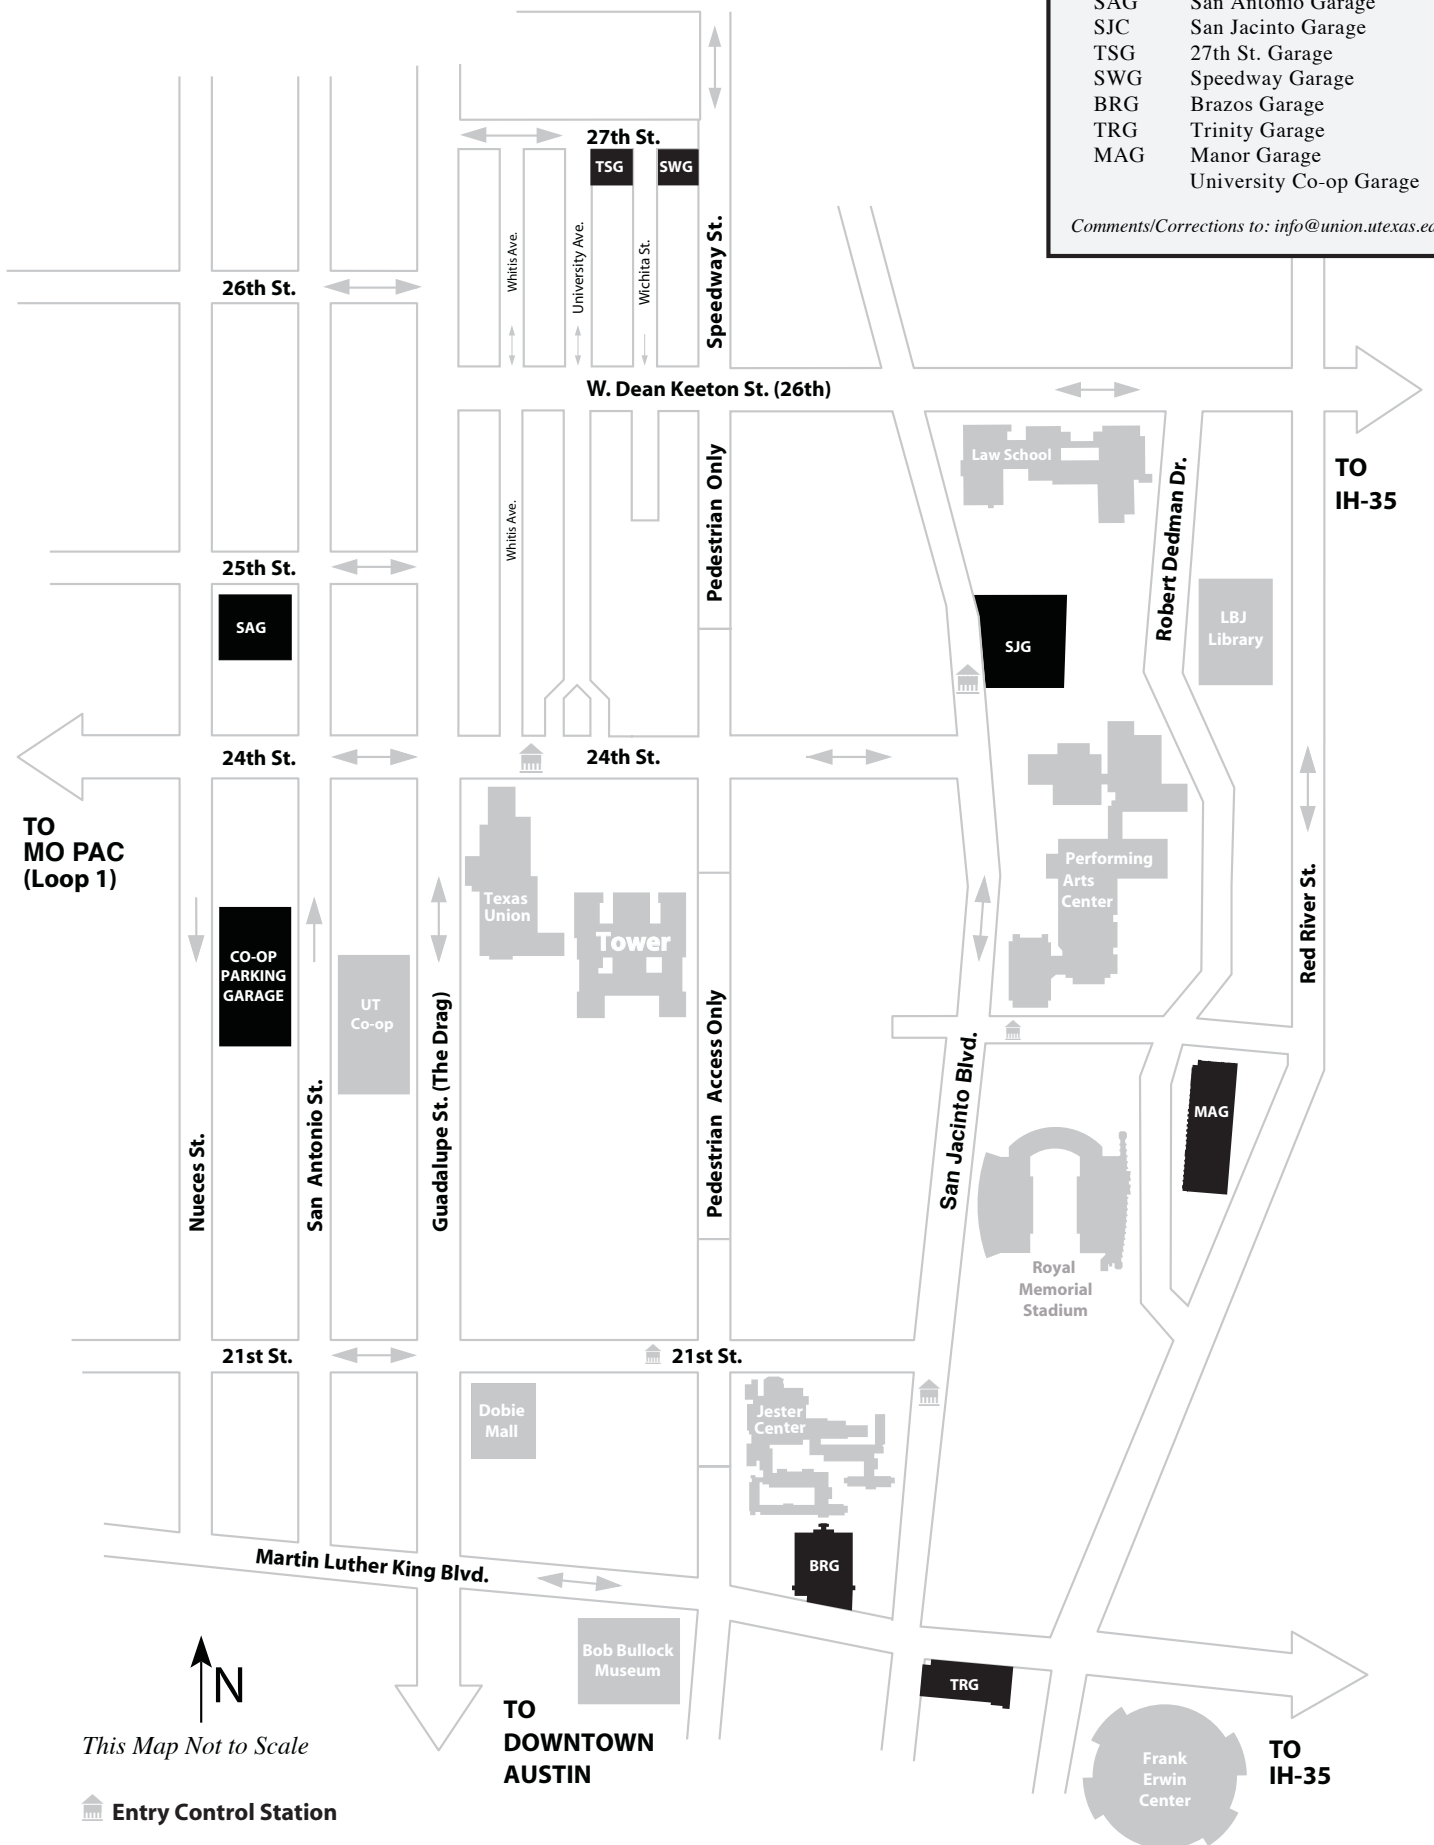 SAG San Antonio Garage
SJC San Jacinto Garage
TSG 27th St. Garage
SWG Speedway Garage
BRG Brazos Garage
TRG Trinity Garage
MAG Manor Garage
University Co-op Garage
Comments/Corrections to: info@union.utexas.ed
27th St.
TSG
SWG
Whitis Ave.
University Ave.
Wichita St.
Speedway St.
26th St.
W. Dean Keeton St. (26th)
Law School
TO
IH-35
Robert Dedman Dr.
Whitis Ave.
Pedestrian Only
25th St.
SAG
SJG
LBJ
Library
24th St.
24th St.
TO
MO PAC
(Loop 1)
Texas
Union
Tower
Performing
Arts
Center
Red River St.
CO-OP
PARKING
GARAGE
UT
Co-op
Nueces St.
San Antonio St.
Guadalupe St. (The Drag)
Pedestrian Access Only
San Jacinto Blvd.
MAG
Royal
Memorial
Stadium
21st St.
21st St.
Dobie
Mall
Jester
Center
Martin Luther King Blvd.
BRG
Bob Bullock
Museum
TRG
N
This Map Not to Scale
TO
DOWNTOWN
AUSTIN
Frank
Erwin
Center
TO
IH-35
Entry Control Station